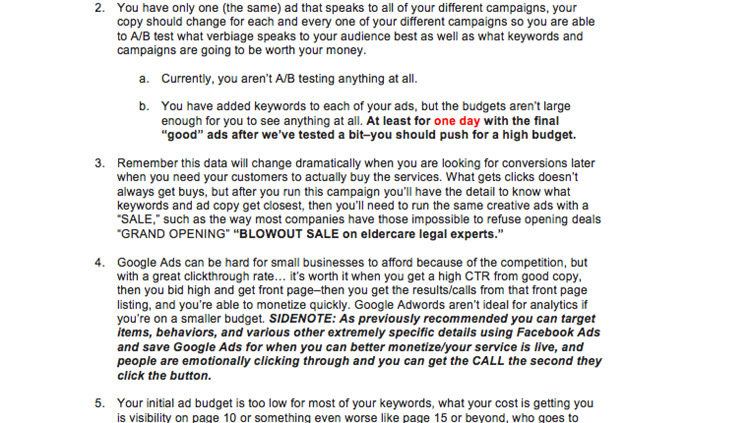 2. You have only one (the same) ad that speaks to all of your different campaigns, your
copy should change for each and every one of your different campaigns so you are able
to A/B test what verbiage speaks to your audience best as well as what keywords and
campaigns are going to be worth your money.
a. Currently, you aren't A/B testing anything at all.
b. You have added keywords to each of your ads, but the budgets aren't large
enough for you to see anything at all. At least for one day with the final
"good" ads after we've tested a bit–you should push for a high budget.
3. Remember this data will change dramatically when you are looking for conversions later
when you need your customers to actually buy the services. What gets clicks doesn't
always get buys, but after you run this campaign you'll have the detail to know what
keywords and ad copy get closest, then you'll need to run the same creative ads with a
"SALE," such as the way most companies have those impossible to refuse opening deals
"GRAND OPENING" "BLOWOUT SALE on eldercare legal experts."
4. Google Ads can be hard for small businesses to afford because of the competition, but
with a great clickthrough rate… it's worth it when you get a high CTR from good copy,
then you bid high and get front page–then you get the results/calls from that front page
listing, and you're able to monetize quickly. Google Adwords aren't ideal for analytics if
you're on a smaller budget. SIDENOTE: As previously recommended you can target
items, behaviors, and various other extremely specific details using Facebook Ads
and save Google Ads for when you can better monetize/your service is live, and
people are emotionally clicking through and you can get the CALL the second they
click the button.
5. Your initial ad budget is too low for most of your keywords, what your cost is getting you
is visibility on page 10 or something even worse like page 15 or beyond, who goes to